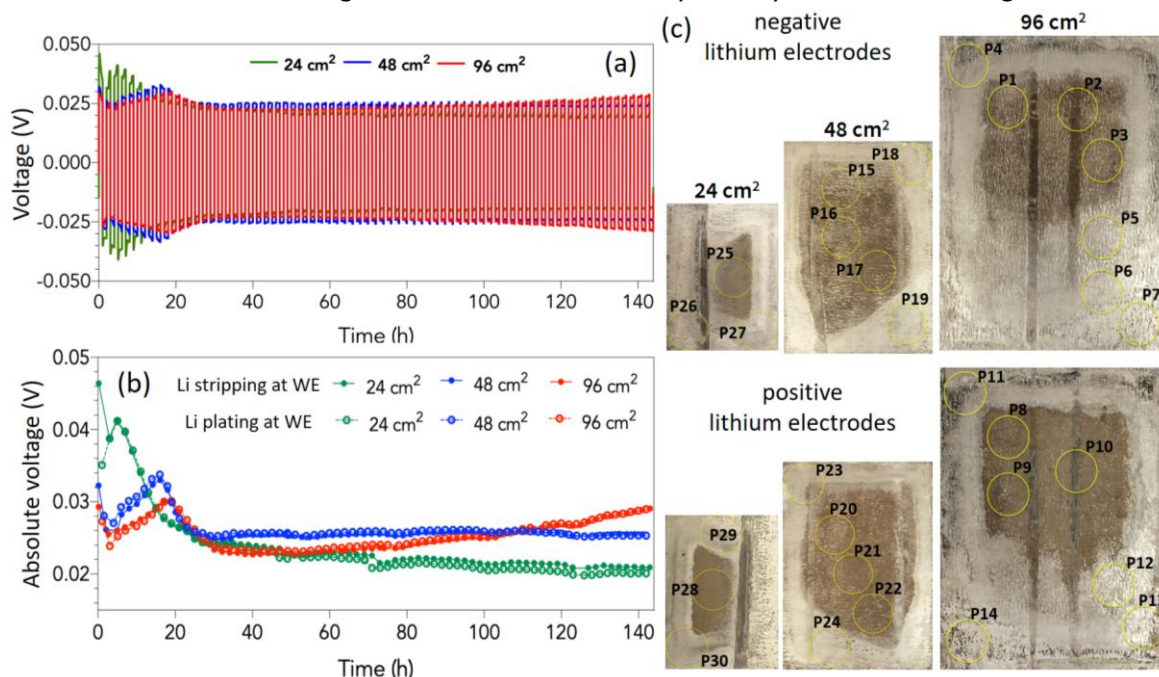 0.050
0.025
0.000
-0.025
-0.050
Voltage (V)
24 cm² 48 cm² 96 cm²
(a)
0 20 40 60 80 100 120 140
Time (h)
0.05
0.04
0.03
0.02
Absolute voltage (V)
(b)
Li stripping at WE 24 cm² 48 cm² 96 cm²
Li plating at WE 24 cm² 48 cm² 96 cm²
0 20 40 60 80 100 120 140
Time (h)
(c)
negative
lithium electrodes
96 cm²
P4
P1
P2
P3
P5
P6
P7
48 cm²
P18
P15
P16
P17
P19
24 cm²
P25
P26
P27
positive
lithium electrodes
P11
P8
P9
P10
P12
P14
P23
P20
P21
P22
P24
P29
P28
P30